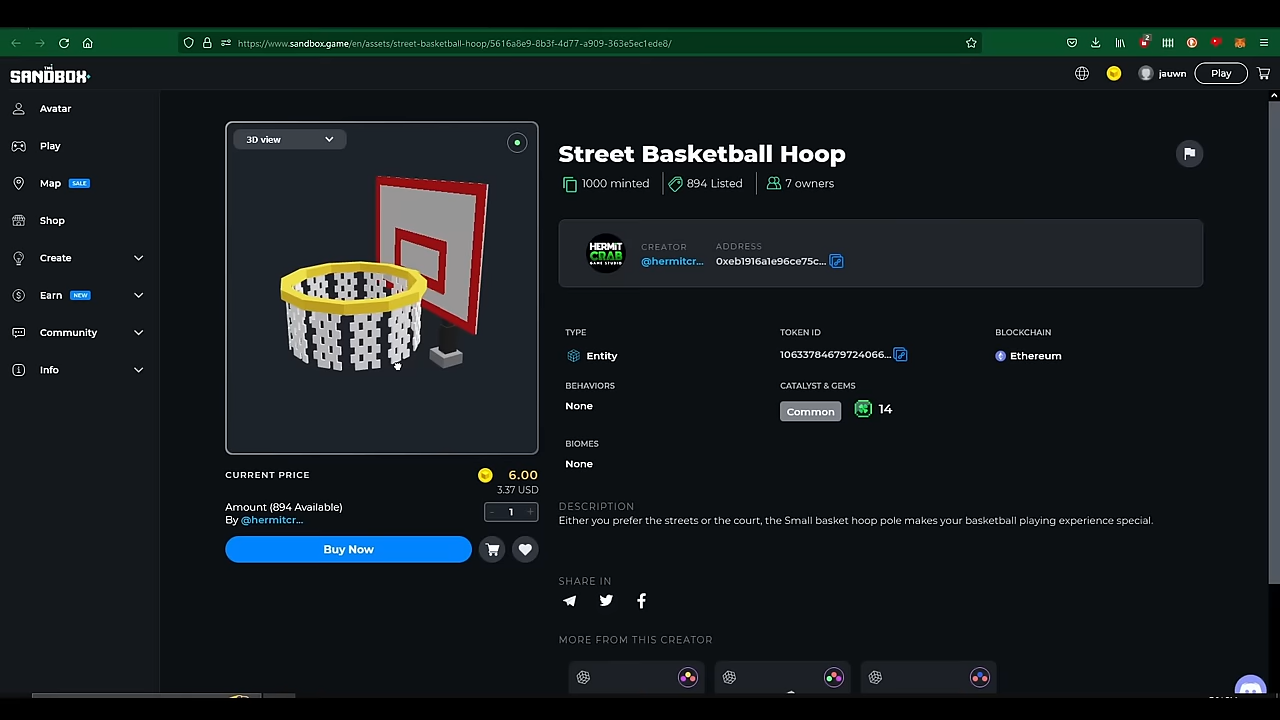 https://www.sandbox.game/en/assets/street-basketball-hoop/5616a8e9-8b3f-4d77-a909-363e5ec1ede8/
2
THE SANDBOX
jauwn
Play
Avatar
Play
Map SALE
Shop
Create
Earn NEW
Community
Info
3D view
Street Basketball Hoop
1000 minted
894 Listed
7 owners
HERMIT CRAB GAME STUDIO
CREATOR
@hermitcr...
ADDRESS
0xeb1916a1e96ce75c...
TYPE
Entity
TOKEN ID
10633784679724066...
BLOCKCHAIN
Ethereum
BEHAVIORS
None
CATALYST & GEMS
Common 14
BIOMES
None
CURRENT PRICE
6.00
3.37 USD
Amount (894 Available)
By @hermitcr...
- 1 +
Buy Now
DESCRIPTION
Either you prefer the streets or the court, the Small basket hoop pole makes your basketball playing experience special.
SHARE IN
MORE FROM THIS CREATOR